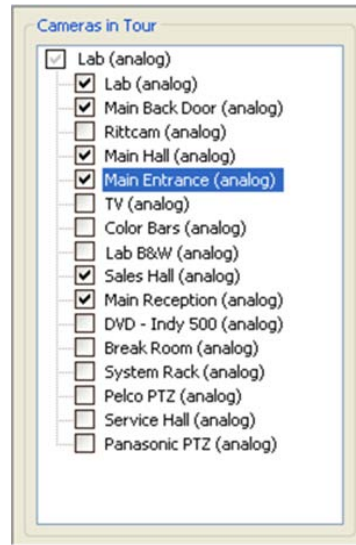 Cameras in Tour
Lab (analog)
Lab (analog)
Main Back Door (analog)
Rittcam (analog)
Main Hall (analog)
Main Entrance (analog)
TV (analog)
Color Bars (analog)
Lab B&W (analog)
Sales Hall (analog)
Main Reception (analog)
DVD - Indy 500 (analog)
Break Room (analog)
System Rack (analog)
Pelco PTZ (analog)
Service Hall (analog)
Panasonic PTZ (analog)